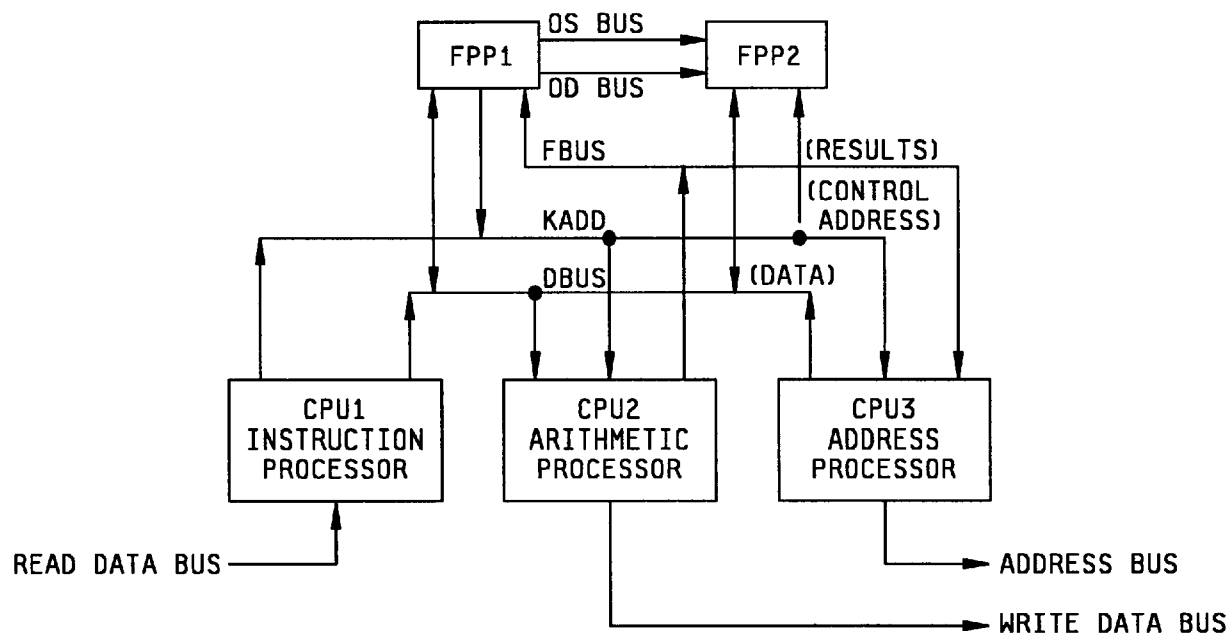 OS BUS
FPP1
FPP2
OD BUS
FBUS
(RESULTS)
(CONTROL
ADDRESS)
KADD
DBUS
(DATA)
CPU1
INSTRUCTION
PROCESSOR
CPU2
ARITHMETIC
PROCESSOR
CPU3
ADDRESS
PROCESSOR
READ DATA BUS
ADDRESS BUS
WRITE DATA BUS